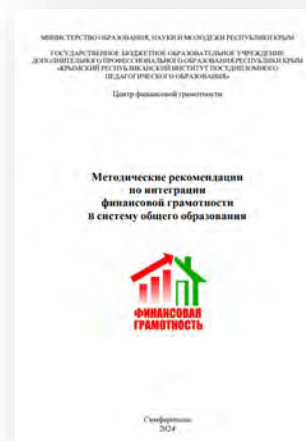 МИНИСТЕРСТВО ОБРАЗОВАНИЯ, НАУКИ И МОЛОДЕЖИ РЕСПУБЛИКИ КРЫМ
ГОСУДАРСТВЕННОЕ БЮДЖЕТНОЕ ОБРАЗОВАТЕЛЬНОЕ УЧРЕЖДЕНИЕ
ДОПОЛНИТЕЛЬНОГО ПРОФЕССИОНАЛЬНОГО ОБРАЗОВАНИЯ РЕСПУБЛИКИ КРЫМ
«КРЫМСКИЙ РЕСПУБЛИКАНСКИЙ ИНСТИТУТ ПОСТДИПЛОМНОГО
ПЕДАГОГИЧЕСКОГО ОБРАЗОВАНИЯ»
Центр финансовой грамотности
Методические рекомендации
по интеграции
финансовой грамотности
в систему общего образования
ФИНАНСОВАЯ
ГРАМОТНОСТЬ
Симферополь
2024